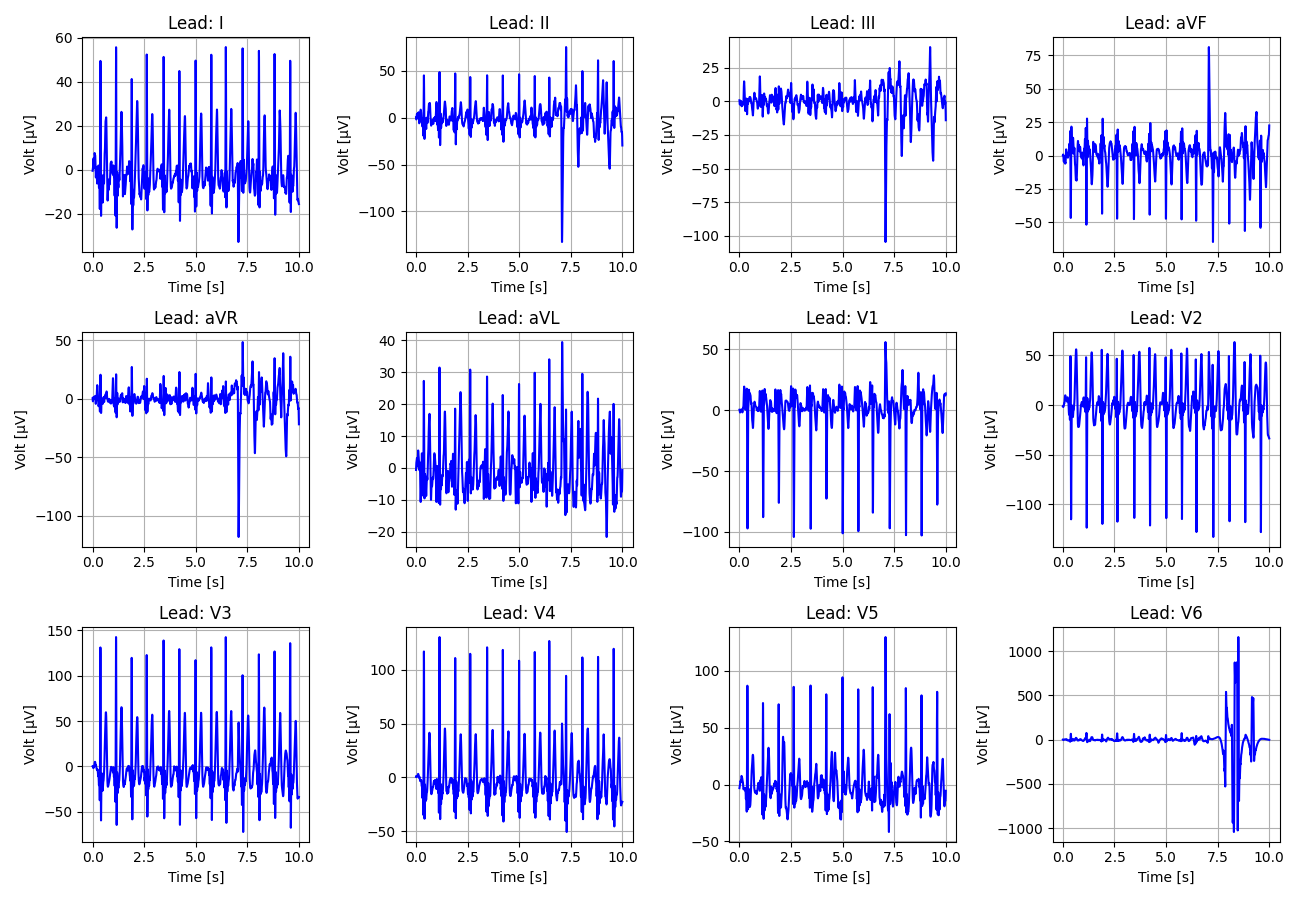 Lead: I
Volt [µV]
60
40
20
0
−20
0.0 2.5 5.0 7.5 10.0
Time [s]
Lead: II
Volt [µV]
50
0
−50
−100
0.0 2.5 5.0 7.5 10.0
Time [s]
Lead: III
Volt [µV]
25
0
−25
−50
−75
−100
0.0 2.5 5.0 7.5 10.0
Time [s]
Lead: aVF
Volt [µV]
75
50
25
0
−25
−50
0.0 2.5 5.0 7.5 10.0
Time [s]
Lead: aVR
Volt [µV]
50
0
−50
−100
0.0 2.5 5.0 7.5 10.0
Time [s]
Lead: aVL
Volt [µV]
40
30
20
10
0
−10
−20
0.0 2.5 5.0 7.5 10.0
Time [s]
Lead: V1
Volt [µV]
50
0
−50
−100
0.0 2.5 5.0 7.5 10.0
Time [s]
Lead: V2
Volt [µV]
50
0
−50
−100
0.0 2.5 5.0 7.5 10.0
Time [s]
Lead: V3
Volt [µV]
150
100
50
0
−50
0.0 2.5 5.0 7.5 10.0
Time [s]
Lead: V4
Volt [µV]
100
50
0
−50
0.0 2.5 5.0 7.5 10.0
Time [s]
Lead: V5
Volt [µV]
100
50
0
−50
0.0 2.5 5.0 7.5 10.0
Time [s]
Lead: V6
Volt [µV]
1000
500
0
−500
−1000
0.0 2.5 5.0 7.5 10.0
Time [s]